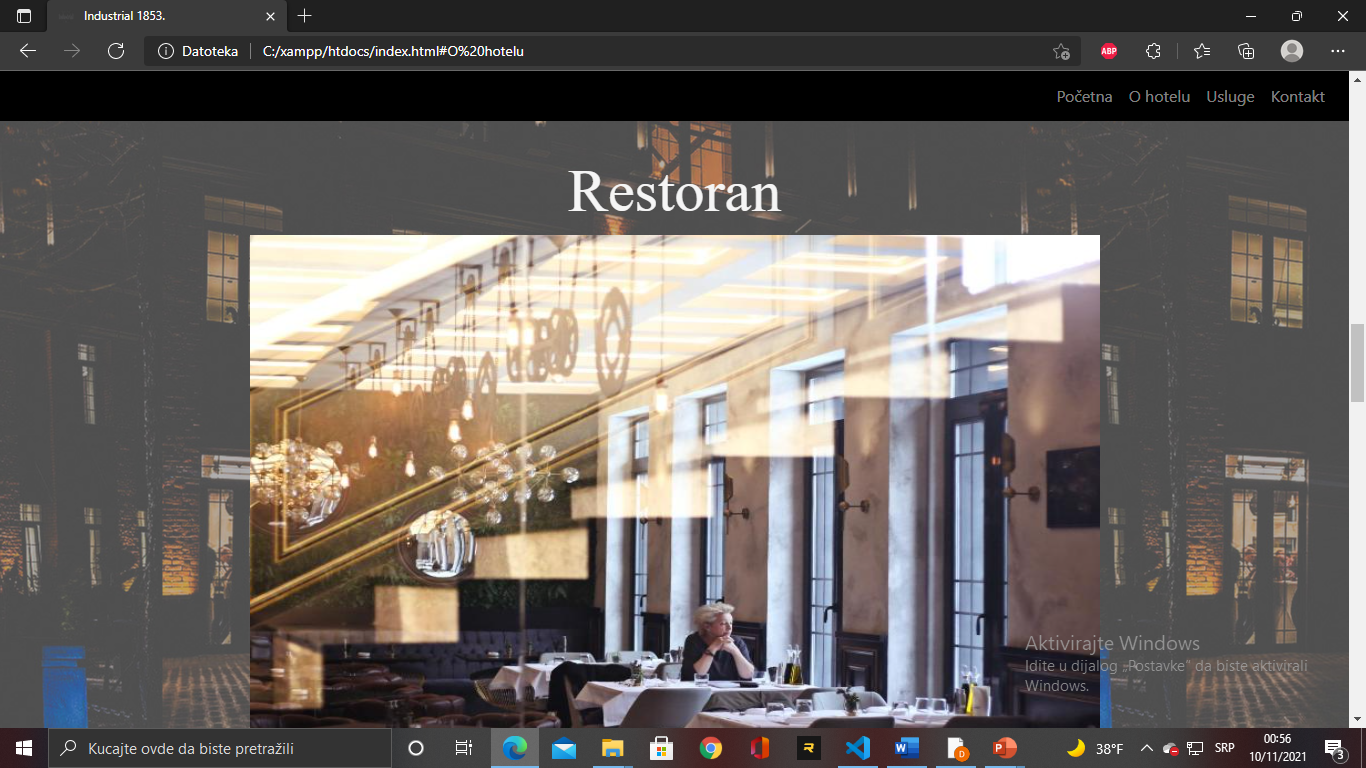 Industrial 1853.
Datoteka
C:/xampp/htdocs/index.html#O%20hotelu
ABP
Početna O hotelu Usluge Kontakt
Restoran
Aktivirajte Windows
Idite u dijalog „Postavke“ da biste aktivirali
Windows.
Kucajte ovde da biste pretražili
38°F
SRP
00:56
10/11/2021
3